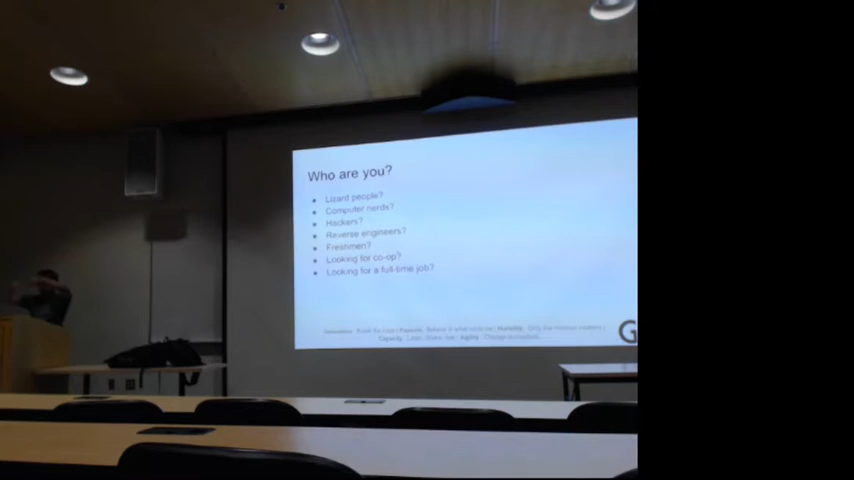 Who are you?
Lizard people?
Computer nerds?
Hackers?
Reverse engineers?
Freshmen?
Looking for co-op?
Looking for a full-time job?
G